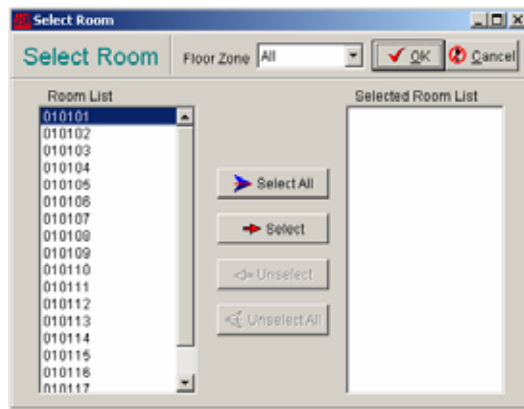 Select Room
Select Room
Floor Zone All
OK
Cancel
Room List
010101
010102
010103
010104
010105
010106
010107
010108
010109
010110
010111
010112
010113
010114
010115
010116
010117
Select All
Select
Unselect
Unselect All
Selected Room List